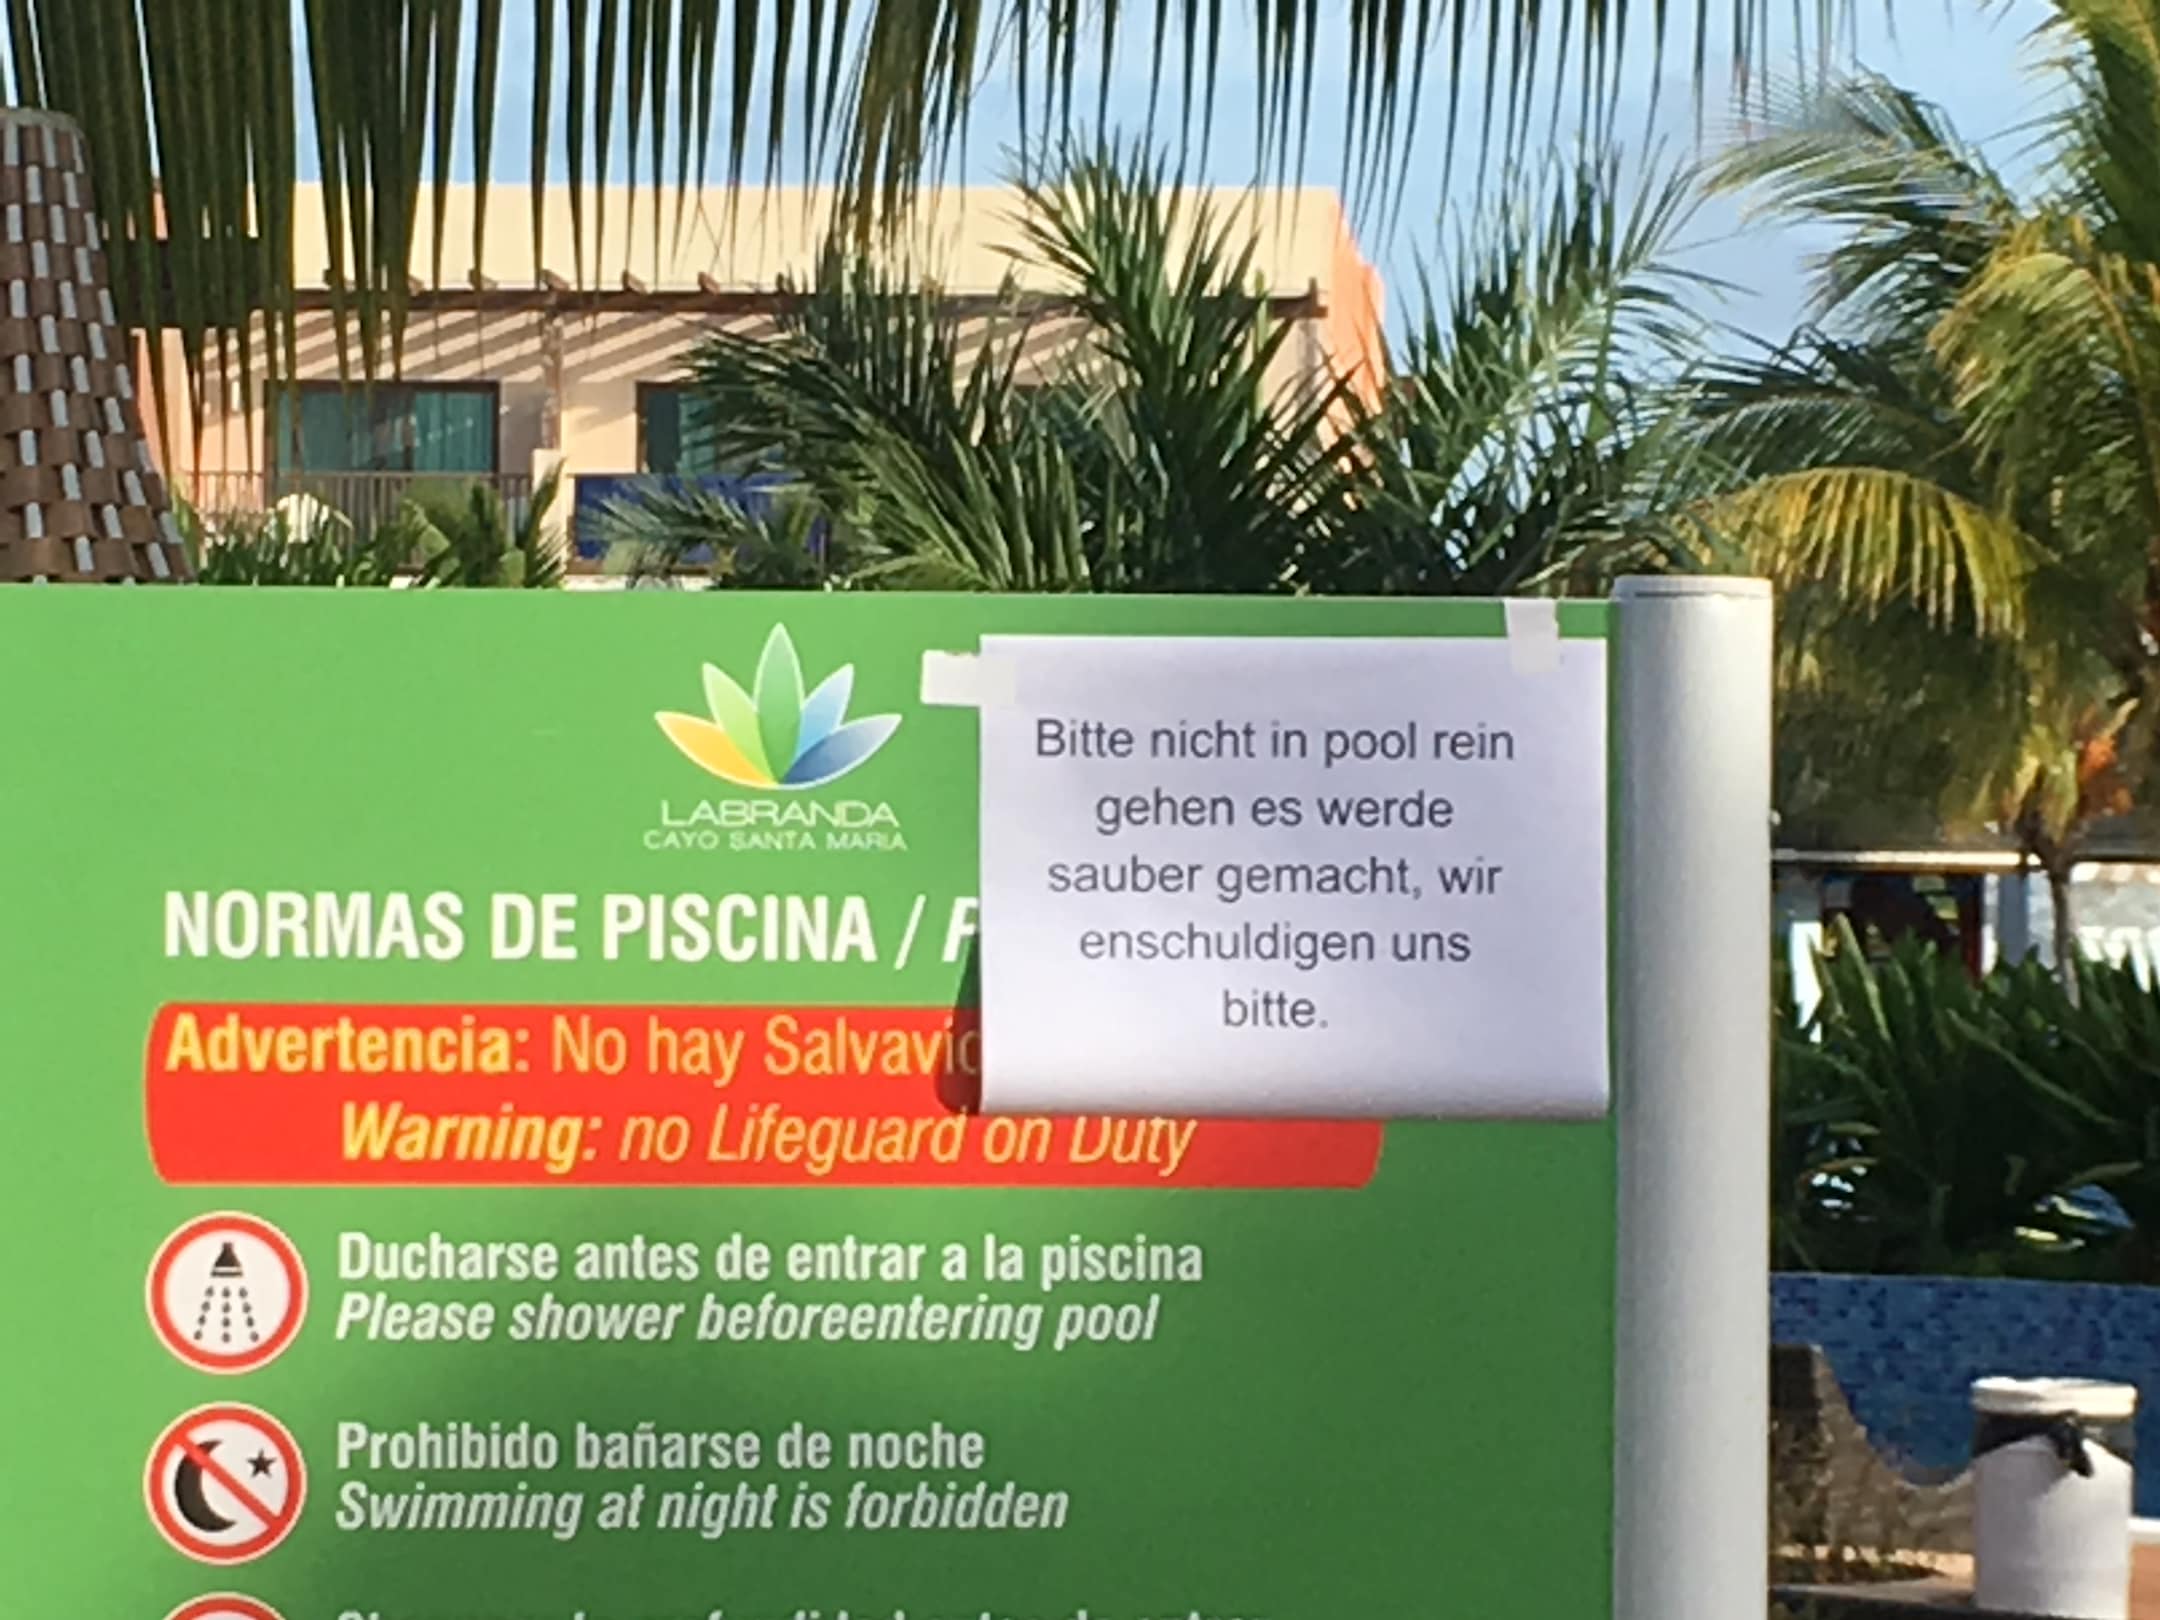 LABRANDA
CAYO SANTA MARIA
NORMAS DE PISCINA /
Advertencia: No hay
Warning: no Lifeguard on Duty
Ducharse antes de entrar a la piscina
Please shower beforeentering pool
Prohibido bañarse de noche
Swimming at night is forbidden
Bitte nicht in pool rein
gehen es werde
sauber gemacht, wir
enschuldigen uns
bitte.